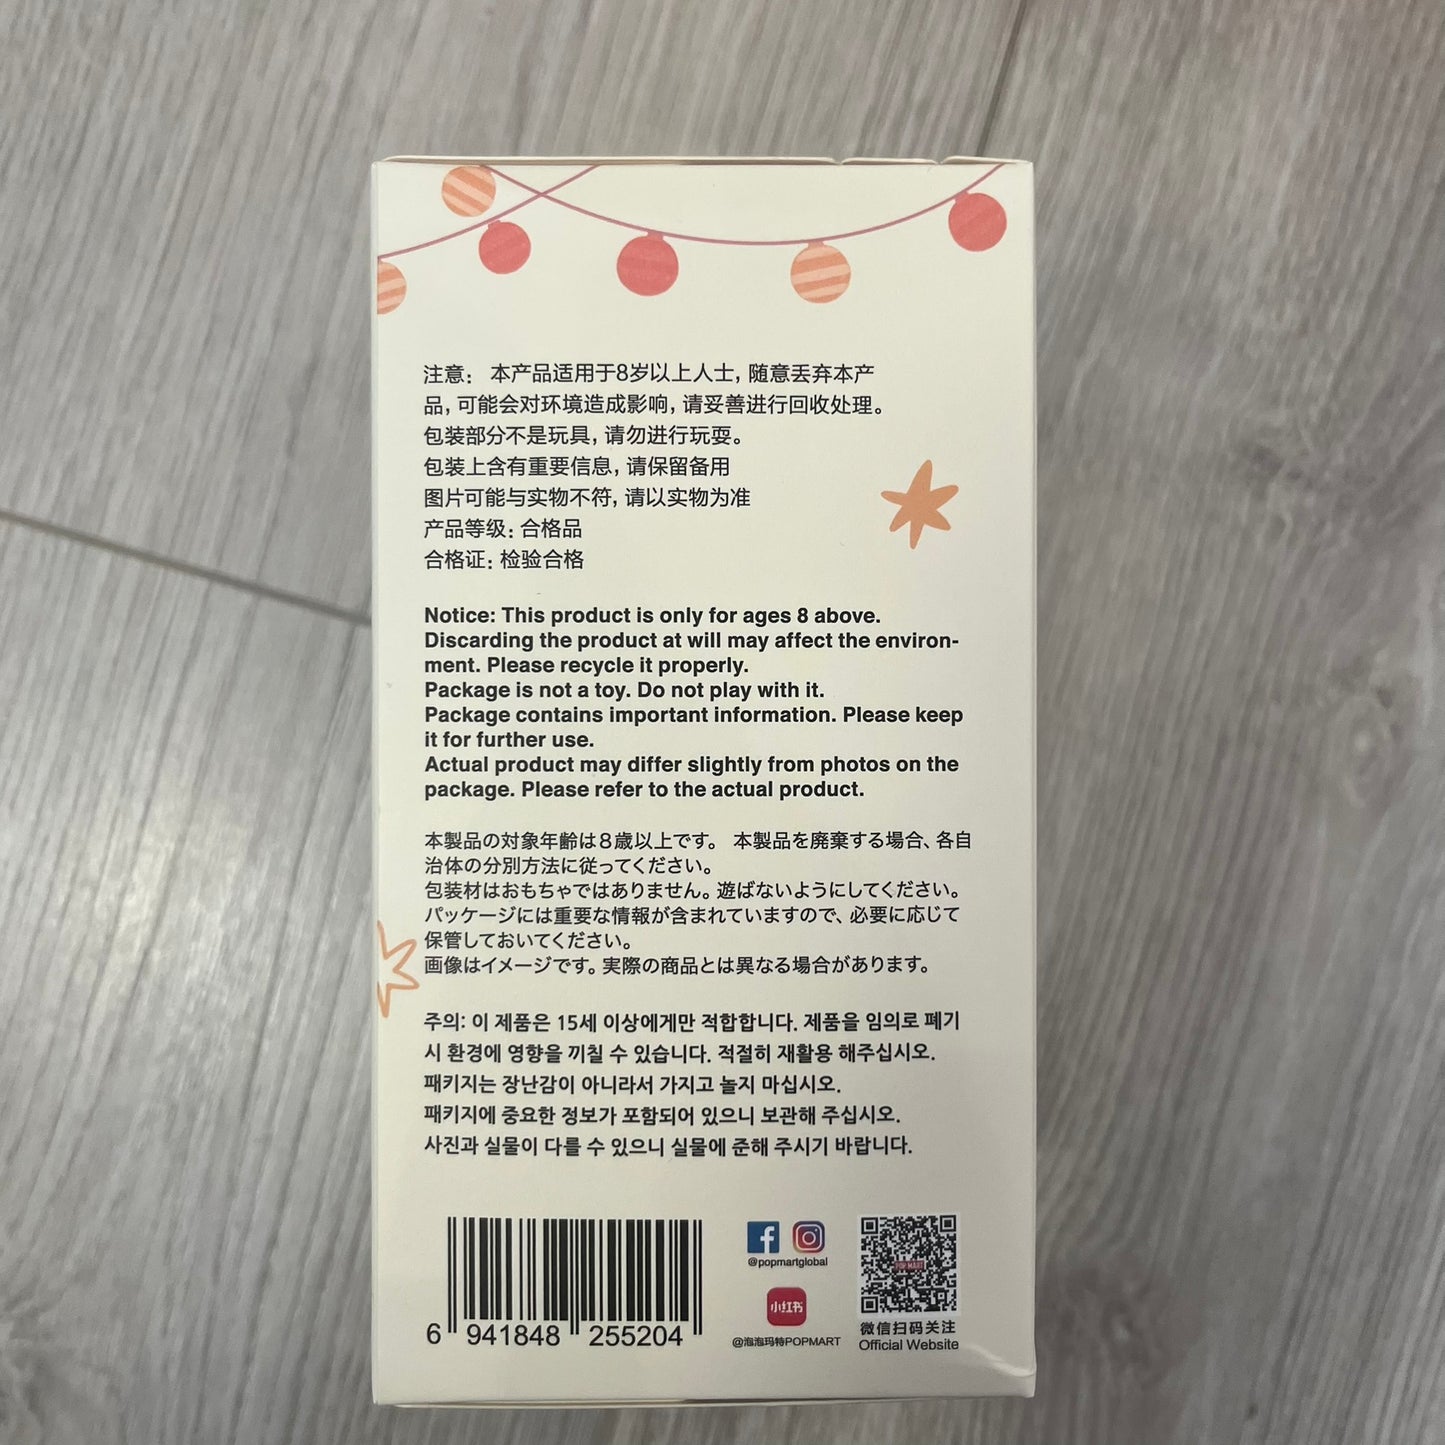 注意： 本产品适用于8岁以上人士，随意丢弃本产
品，可能会对环境造成影响，请妥善进行回收处理。
包装部分不是玩具，请勿进行玩耍。
包装上含有重要信息，请保留备用
图片可能与实物不符，请以实物为准
产品等级：合格品
合格证：检验合格
Notice: This product is only for ages 8 above.
Discarding the product at will may affect the environ-
ment. Please recycle it properly.
Package is not a toy. Do not play with it.
Package contains important information. Please keep
it for further use.
Actual product may differ slightly from photos on the
package. Please refer to the actual product.
本製品の対象年齢は８歳以上です。 本製品を廃棄する場合、各自
治体の分別方法に従ってください。
包装材はおもちゃではありません。遊ばないようにしてください。
パッケージには重要な情報が含まれていますので、必要に応じて
保管しておいてください。
画像はイメージです。実際の商品とは異なる場合があります。
주의: 이 제품은 15세 이상에게만 적합합니다. 제품을 임의로 폐기
시 환경에 영향을 끼칠 수 있습니다. 적절히 재활용 해주십시오.
패키지는 장난감이 아니라서 가지고 놀지 마십시오.
패키지에 중요한 정보가 포함되어 있으니 보관해 주십시오.
사진과 실물이 다를 수 있으니 실물에 준해 주시기 바랍니다.
6 941848 255204
@popmartglobal
小红书
@泡泡玛特POPMART
POP MART
微信扫码关注
Official Website